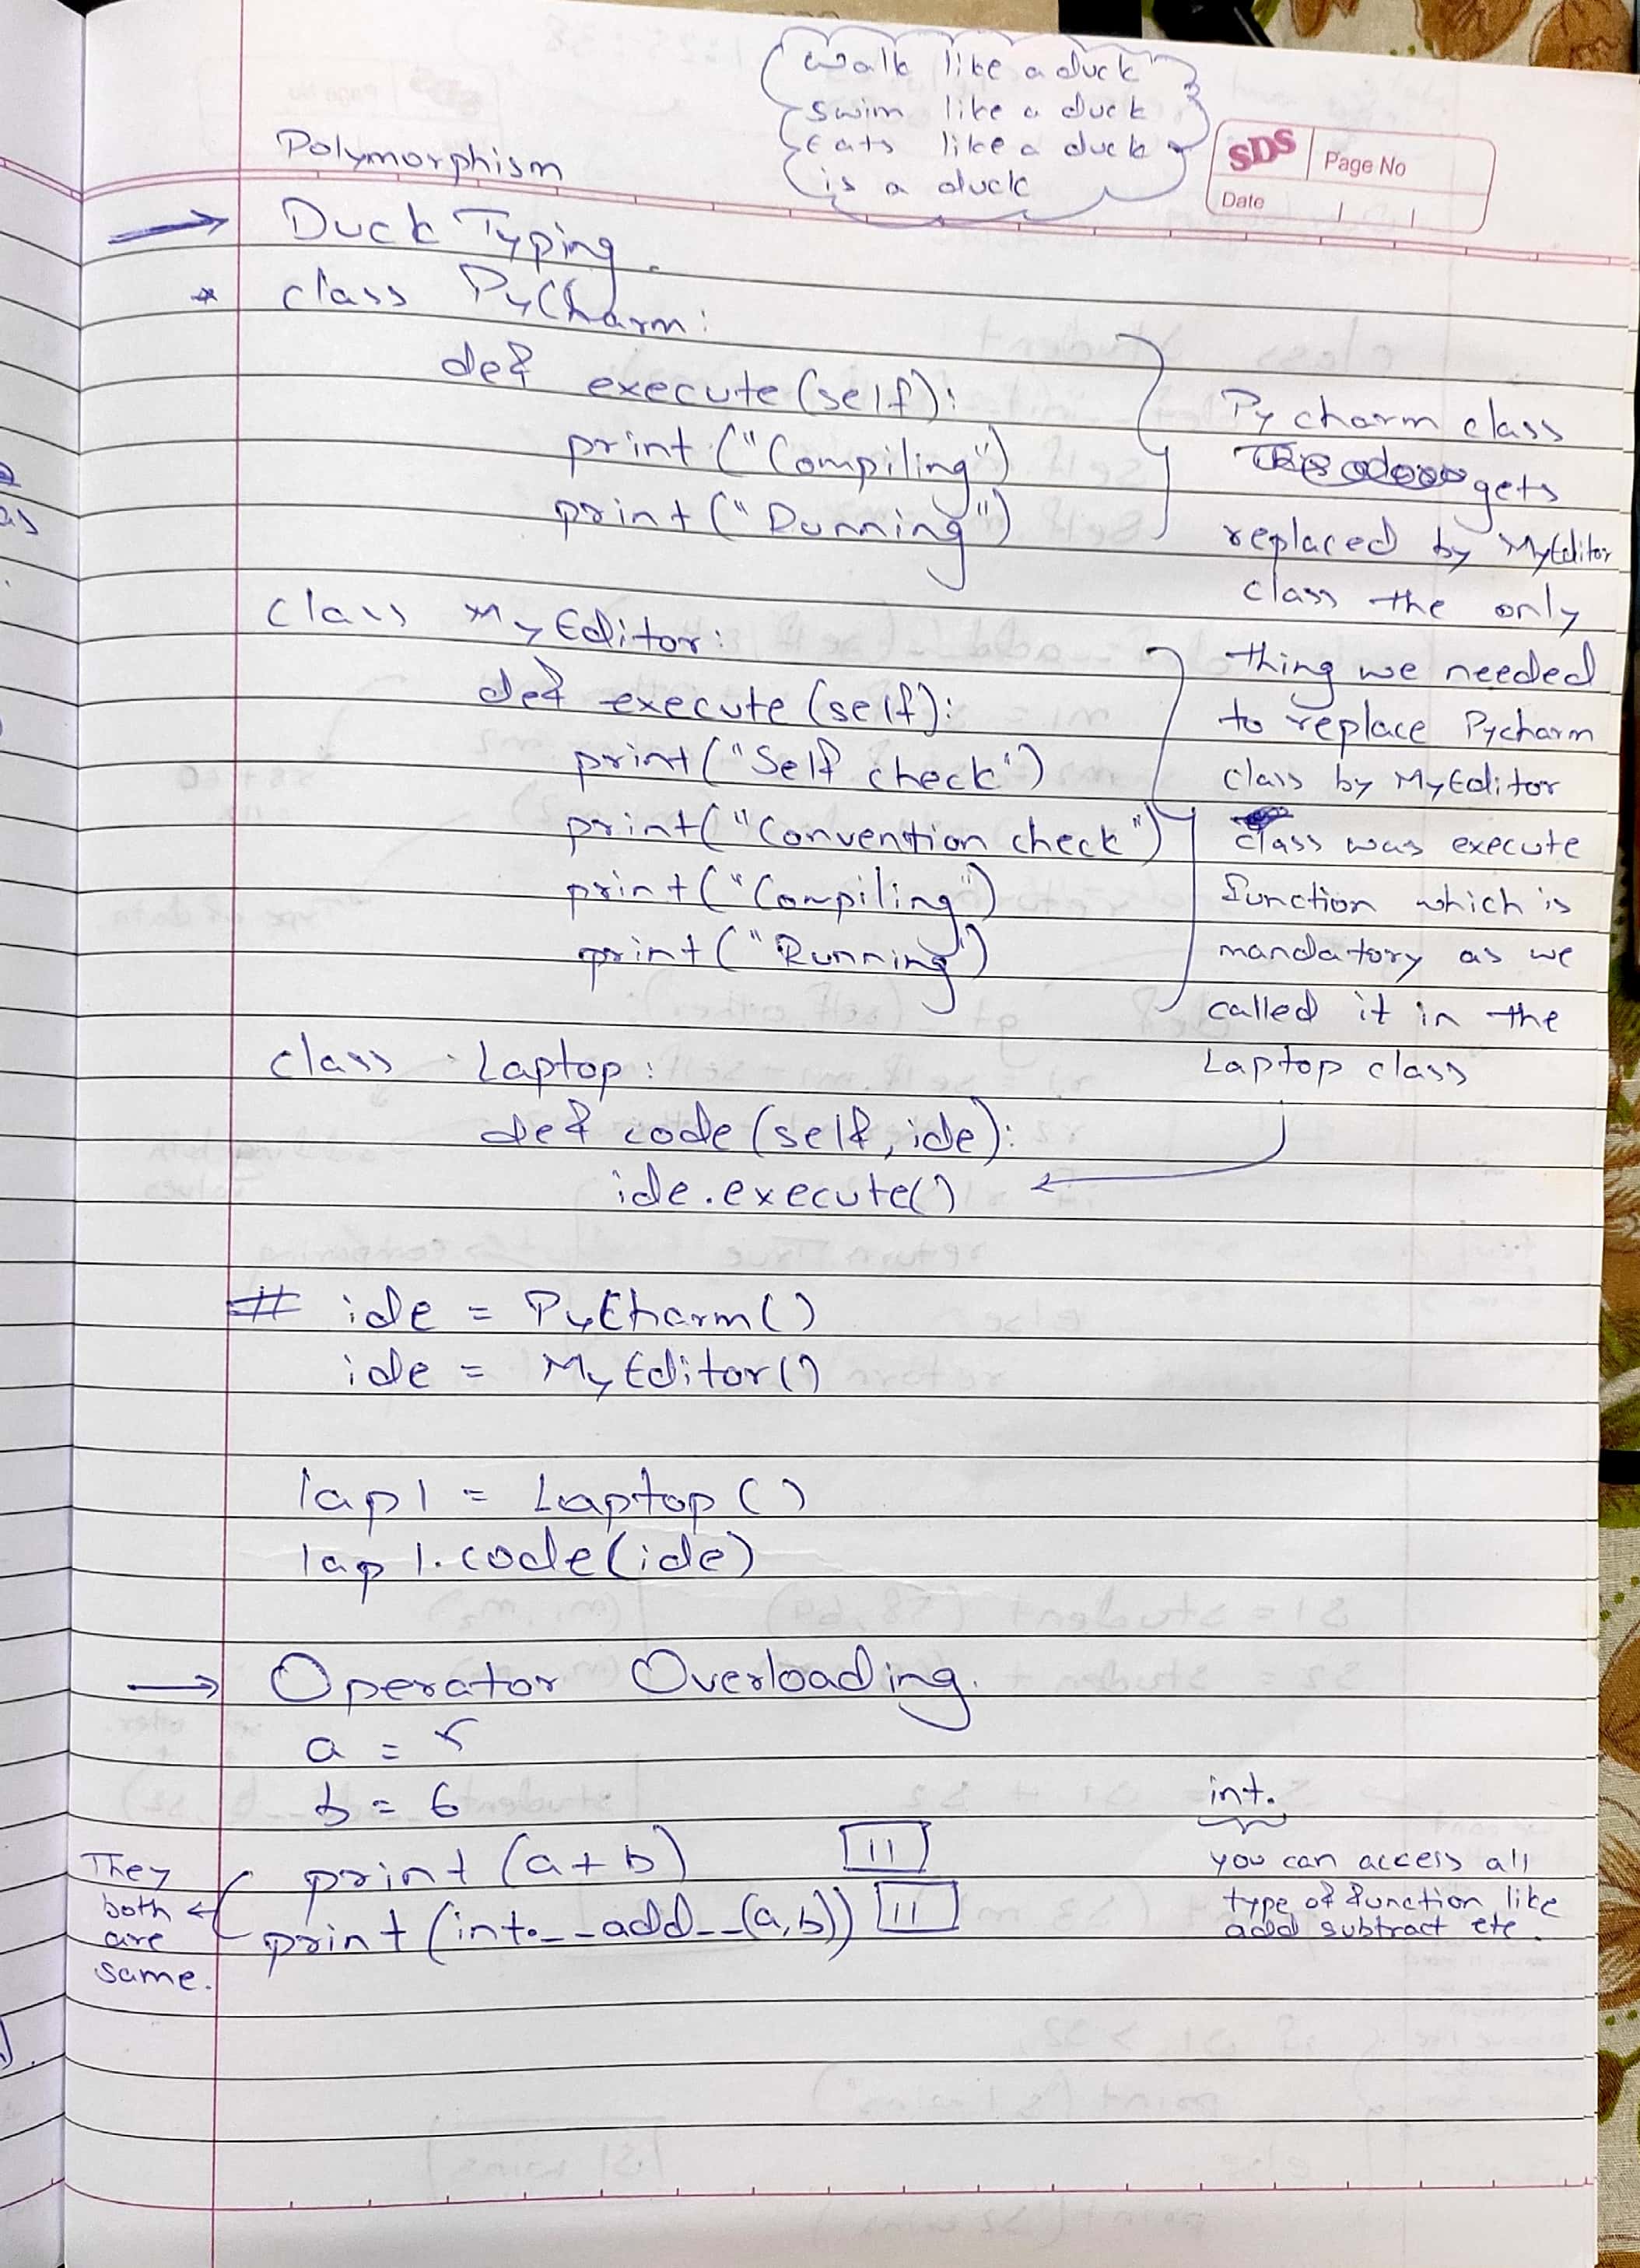 walk like a duck
swim like a duck
Eats like a duck
is a duck
SDS Page No
Date
Polymorphism
→ Duck Typing.
* class PyCharm:
def execute(self):
print("Compiling")
print("Running")
Pycharm class
gets
replaced by MyEditor
class the only
thing we needed
to replace Pycharm
class by MyEditor
class was execute
function which is
mandatory as we
called it in the
Laptop class
class MyEditor:
def execute(self):
print("Self check")
print("Convention check")
print("Compiling")
print("Running")
class Laptop:
def code(self, ide):
ide.execute()
# ide = PyCharm()
ide = MyEditor()
lap1 = Laptop()
lap1.code(ide)
→ Operator Overloading.
a = 5
b = 6
print(a+b) 11
print(int.__add__(a,b)) 11
They
both
are
same.
int.
you can access all
type of function like
add subtract etc.